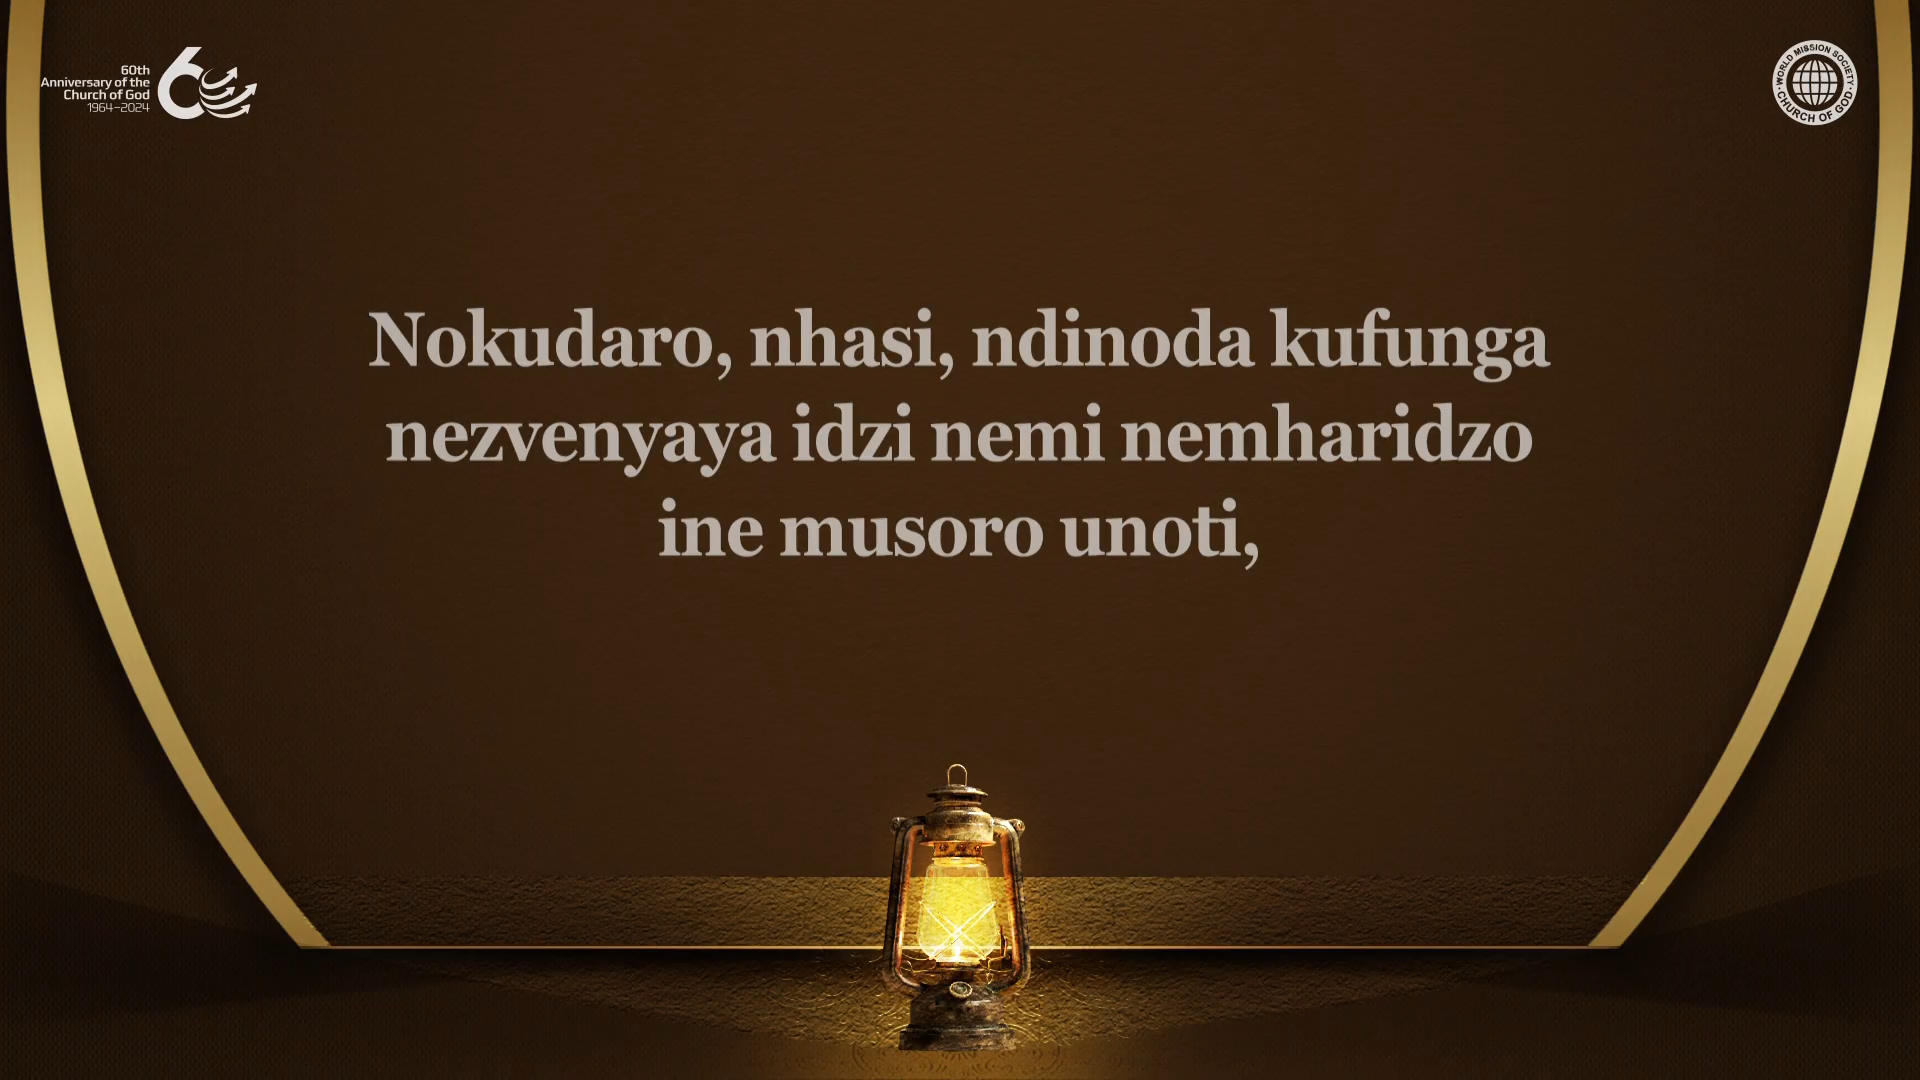 60th
Anniversary of the
Church of God
1964–2024
WORLD MISSION SOCIETY
CHURCH OF GOD
Nokudaro, nhasi, ndinoda kufunga
nezvenyaya idzi nemi nemharidzo
ine musoro unoti,